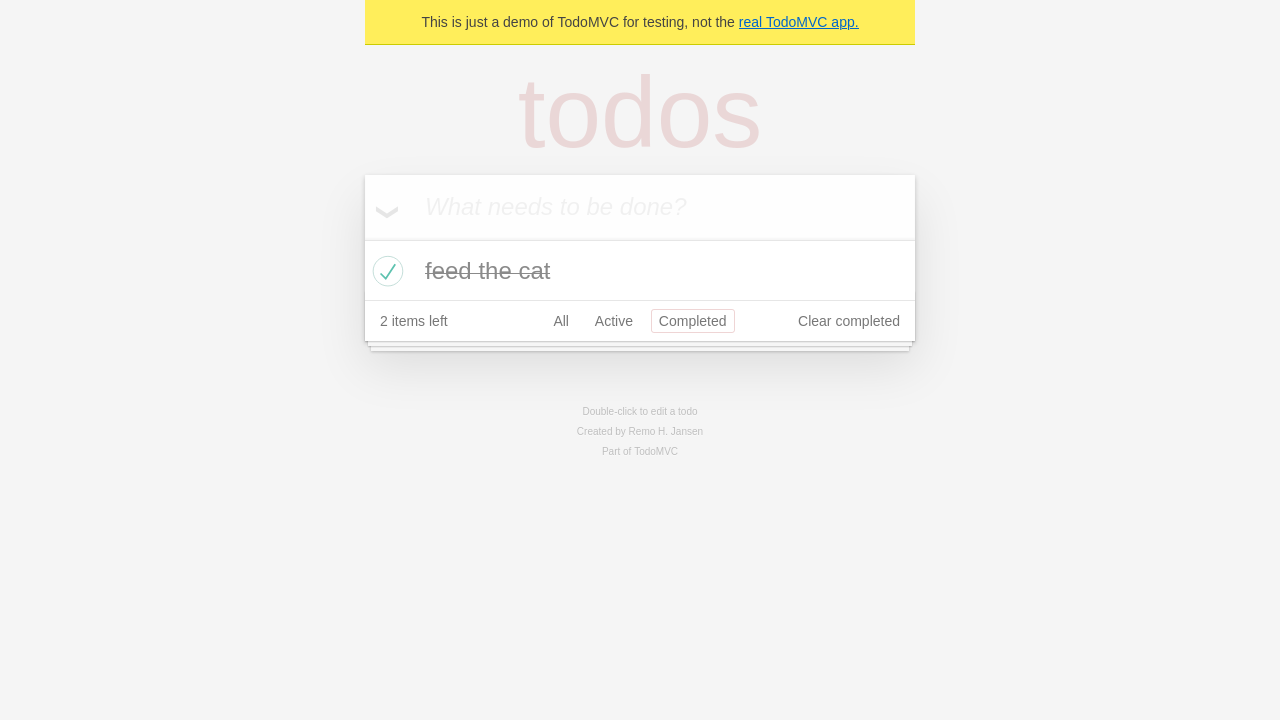 This is just a demo of TodoMVC for testing, not the real TodoMVC app.
todos
What needs to be done?
feed the cat
2 items left All Active Completed Clear completed
Double-click to edit a todo
Created by Remo H. Jansen
Part of TodoMVC